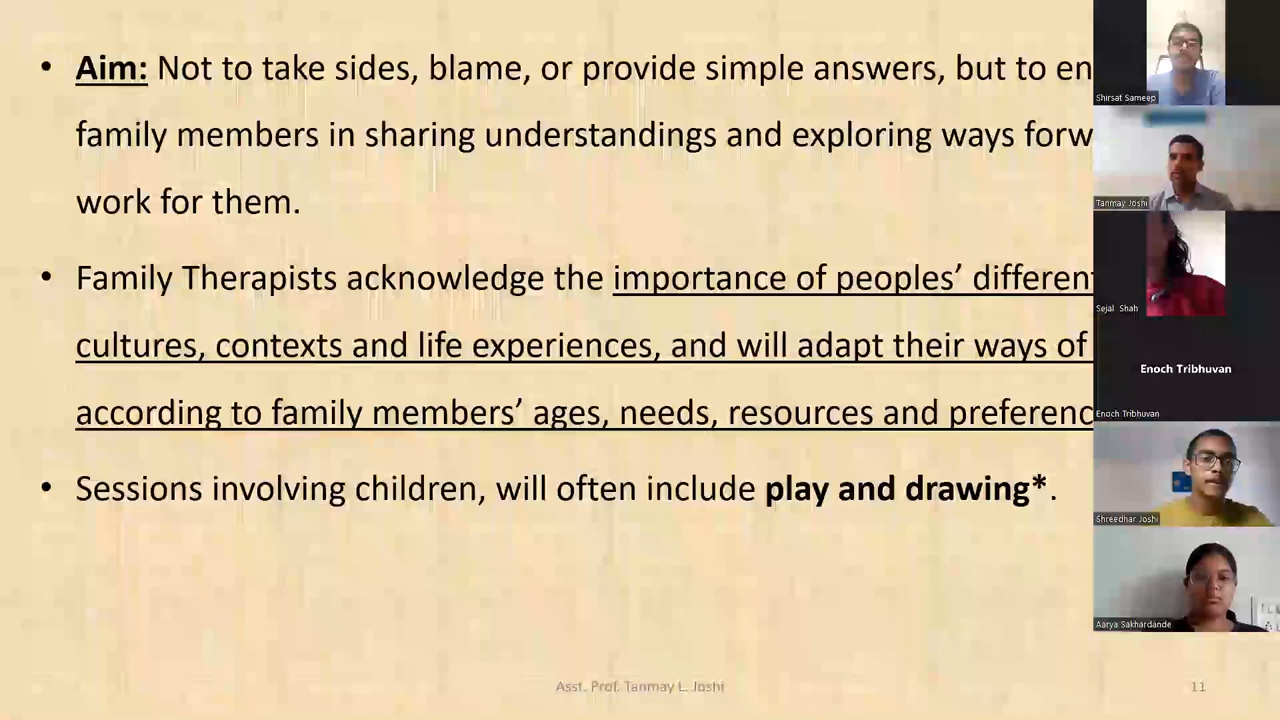 • Aim: Not to take sides, blame, or provide simple answers, but to en
family members in sharing understandings and exploring ways forw
work for them.
• Family Therapists acknowledge the importance of peoples’ different
cultures, contexts and life experiences, and will adapt their ways of
according to family members’ ages, needs, resources and preferenc
• Sessions involving children, will often include play and drawing*.
Asst. Prof. Tanmay L. Joshi
11
Shirsat Sameep
Tanmay Joshi
Sejal Shah
Enoch Tribhuvan
Enoch Tribhuvan
Shreedhar Joshi
Aarya Sakhardande